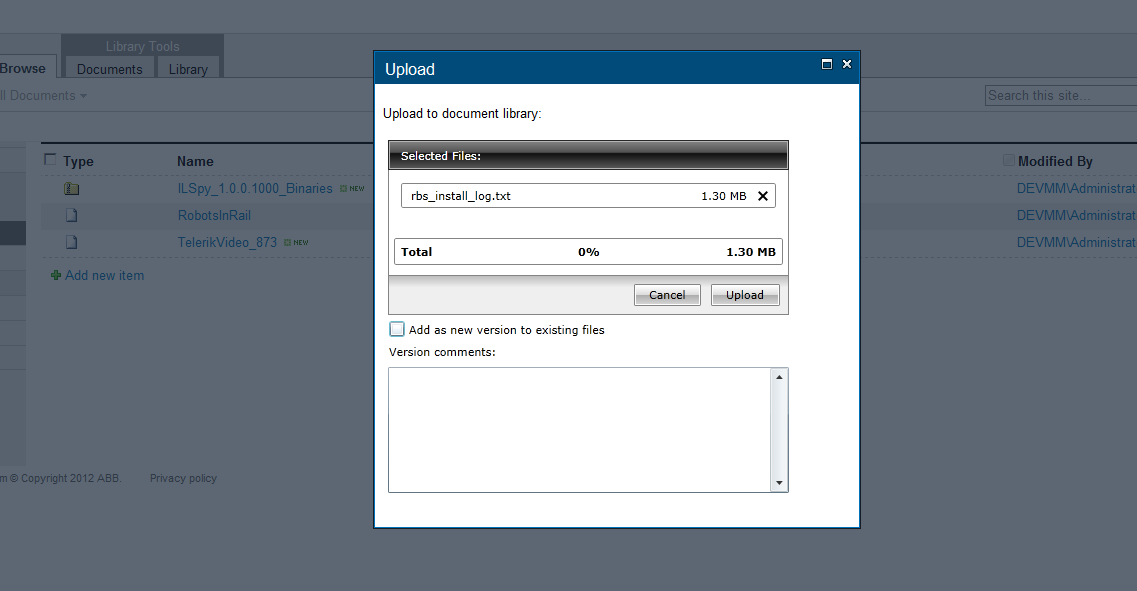 Library Tools
Browse Documents Library
ll Documents
Search this site...
Type Name Modified By
ILSpy_1.0.0.1000_Binaries NEW DEVMM\Administrat
RobotsInRail DEVMM\Administrat
TelerikVideo_873 NEW DEVMM\Administrat
Add new item
m © Copyright 2012 ABB. Privacy policy
Upload
Upload to document library:
Selected Files:
rbs_install_log.txt 1.30 MB
Total 0% 1.30 MB
Cancel Upload
Add as new version to existing files
Version comments: